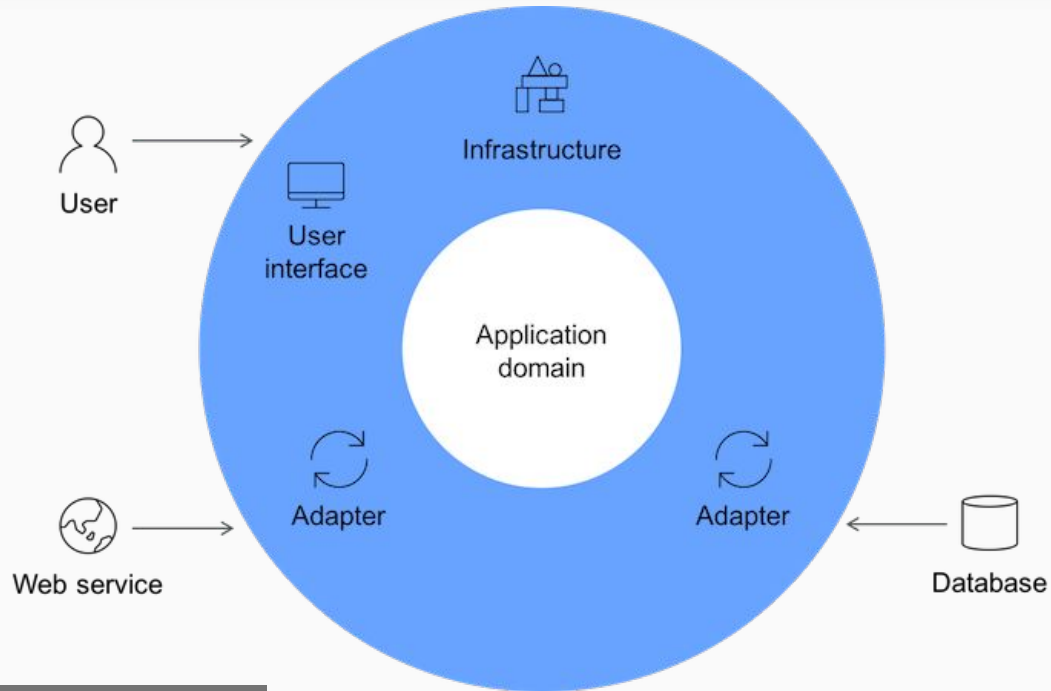 Infrastructure
User
User
interface
Application
domain
Adapter
Adapter
Web service
Database